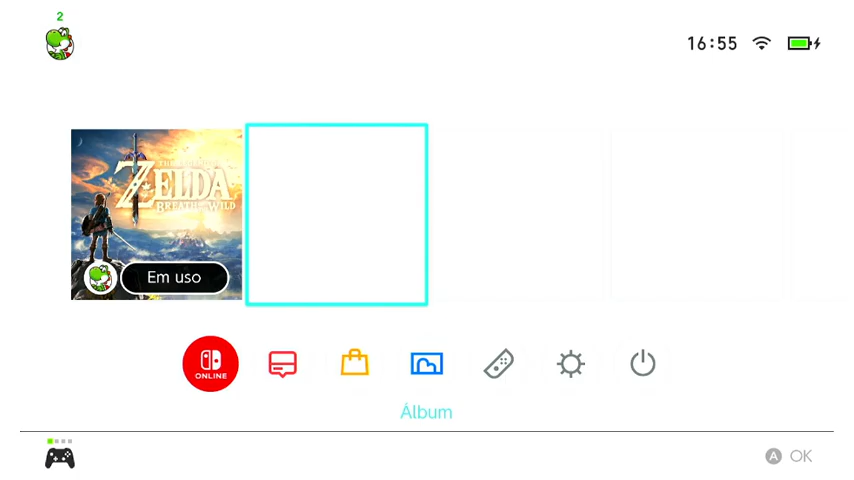 2
16:55
THE LEGEND OF
ZELDA
BREATH OF THE WILD
Em uso
ONLINE
Álbum
A OK